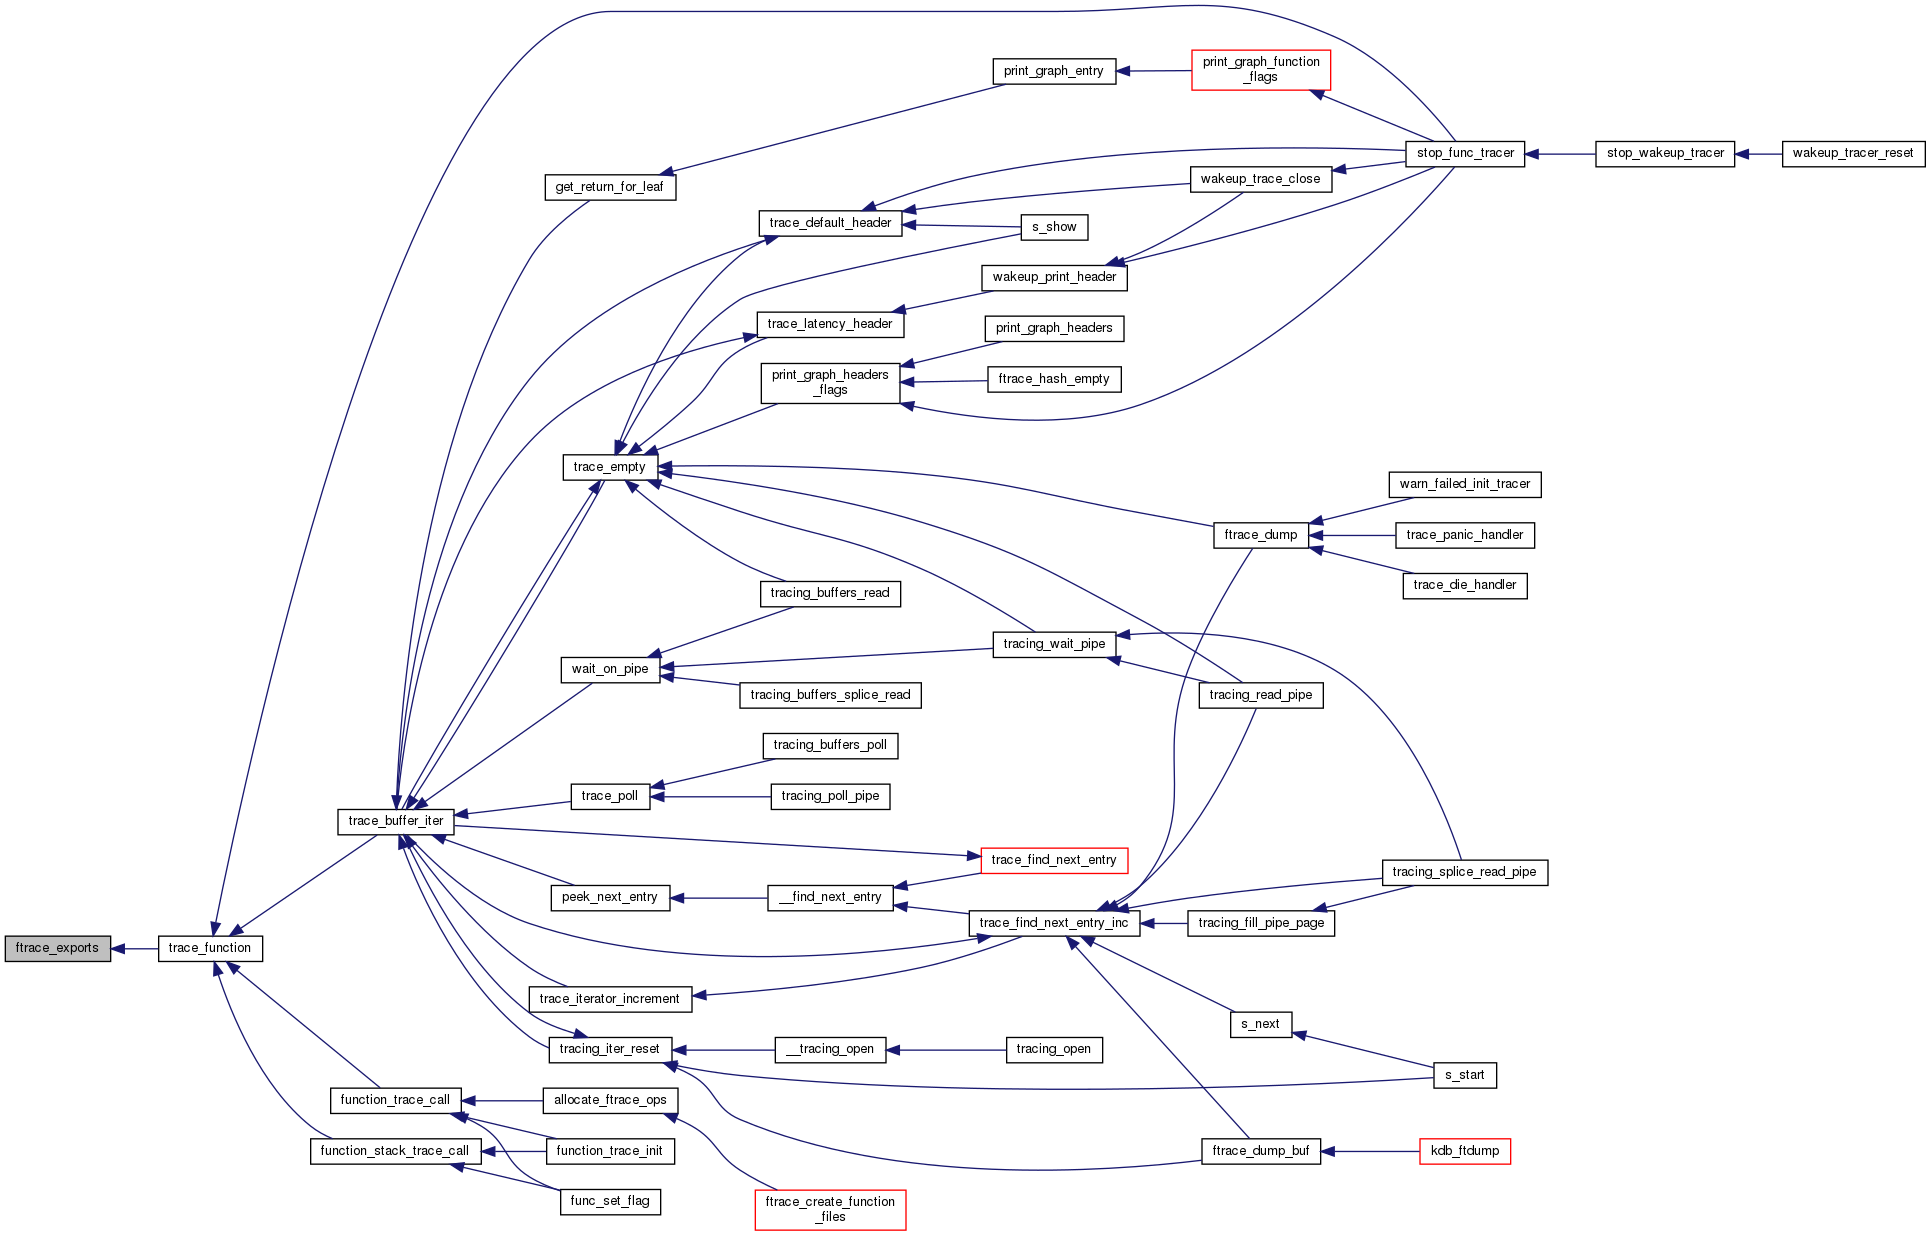 print_graph_entry
print_graph_function
_flags
stop_func_tracer
stop_wakeup_tracer
wakeup_tracer_reset
get_return_for_leaf
wakeup_trace_close
trace_default_header
s_show
wakeup_print_header
trace_latency_header
print_graph_headers
print_graph_headers
_flags
ftrace_hash_empty
trace_empty
warn_failed_init_tracer
ftrace_dump
trace_panic_handler
trace_die_handler
tracing_buffers_read
tracing_wait_pipe
wait_on_pipe
tracing_buffers_splice_read
tracing_read_pipe
tracing_buffers_poll
trace_poll
tracing_poll_pipe
trace_buffer_iter
trace_find_next_entry
tracing_splice_read_pipe
peek_next_entry
__find_next_entry
trace_find_next_entry_inc
tracing_fill_pipe_page
ftrace_exports
trace_function
trace_iterator_increment
s_next
tracing_iter_reset
__tracing_open
tracing_open
s_start
function_trace_call
allocate_ftrace_ops
function_stack_trace_call
function_trace_init
ftrace_dump_buf
kdb_ftdump
func_set_flag
ftrace_create_function
_files